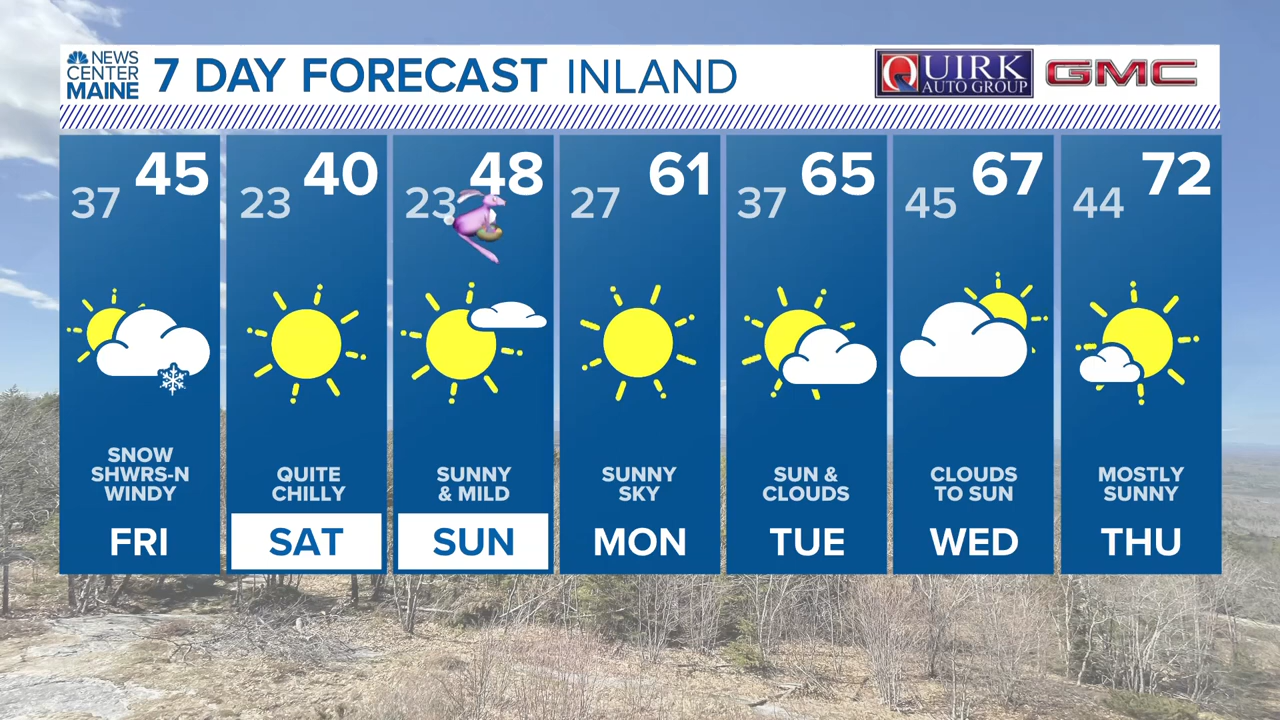 NEWS
CENTER
MAINE
7 DAY FORECAST INLAND
QUIRK
AUTO GROUP
GMC
37 45
23 40
23 48
27 61
37 65
45 67
44 72
SNOW
SHWRS-N
WINDY
QUITE
CHILLY
SUNNY
& MILD
SUNNY
SKY
SUN &
CLOUDS
CLOUDS
TO SUN
MOSTLY
SUNNY
FRI
SAT
SUN
MON
TUE
WED
THU